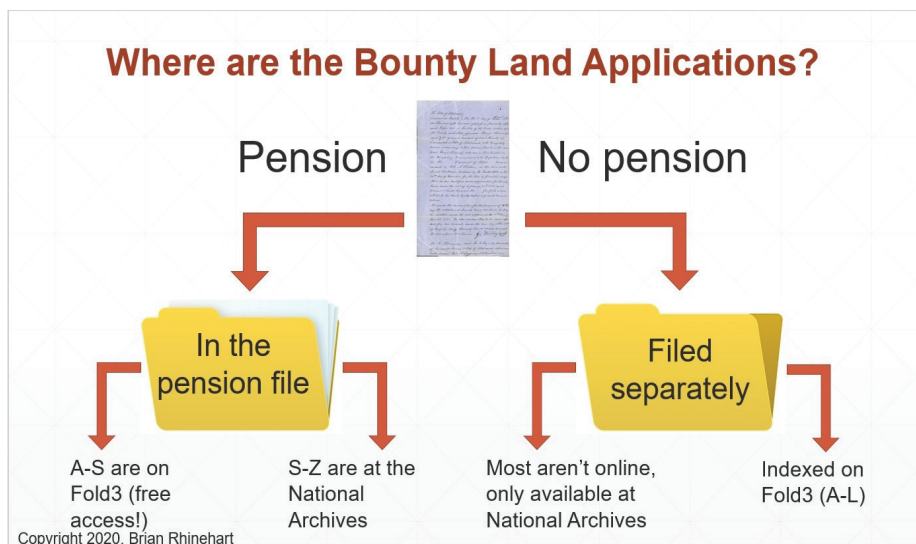 Where are the Bounty Land Applications?
Pension
No pension
In the
pension file
Filed
separately
A-S are on
Fold3 (free
access!)
S-Z are at the
National
Archives
Most aren’t online,
only available at
National Archives
Indexed on
Fold3 (A-L)
Copyright 2020, Brian Rhinehart